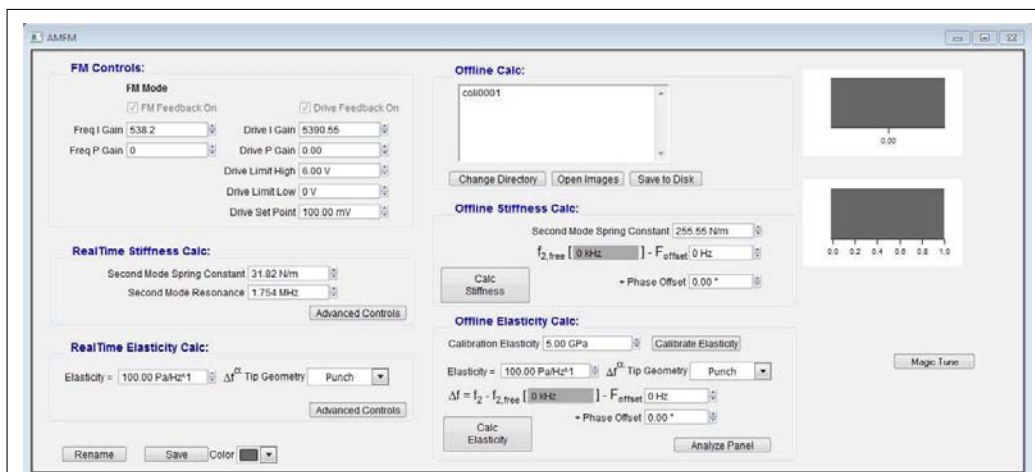 AMFM
FM Controls:
FM Mode
FM Feedback On
Drive Feedback On
Freq I Gain 538.2
Drive I Gain 5390.55
Freq P Gain 0
Drive P Gain 0.00
Drive Limit High 6.00 V
Drive Limit Low 0 V
Drive Set Point 100.00 mV
RealTime Stiffness Calc:
Second Mode Spring Constant 31.82 N/m
Second Mode Resonance 1.754 MHz
Advanced Controls
RealTime Elasticity Calc:
Elasticity = 100.00 Pa/Hz^1 Δf^α Tip Geometry Punch
Advanced Controls
Rename Save Color
Offline Calc:
coli0001
Change Directory Open Images Save to Disk
Offline Stiffness Calc:
Second Mode Spring Constant 255.55 N/m
f2,free [ 0 kHz ] - Foffset 0 Hz
Calc
Stiffness
+ Phase Offset 0.00 °
Offline Elasticity Calc:
Calibration Elasticity 5.00 GPa Calibrate Elasticity
Elasticity = 100.00 Pa/Hz^1 Δf^α Tip Geometry Punch
Δf = f2 - f2,free [ 0 kHz ] - Foffset 0 Hz
+ Phase Offset 0.00 °
Calc
Elasticity
Analyze Panel
0.00
0.0 0.2 0.4 0.6 0.8 1.0
Magic Tune